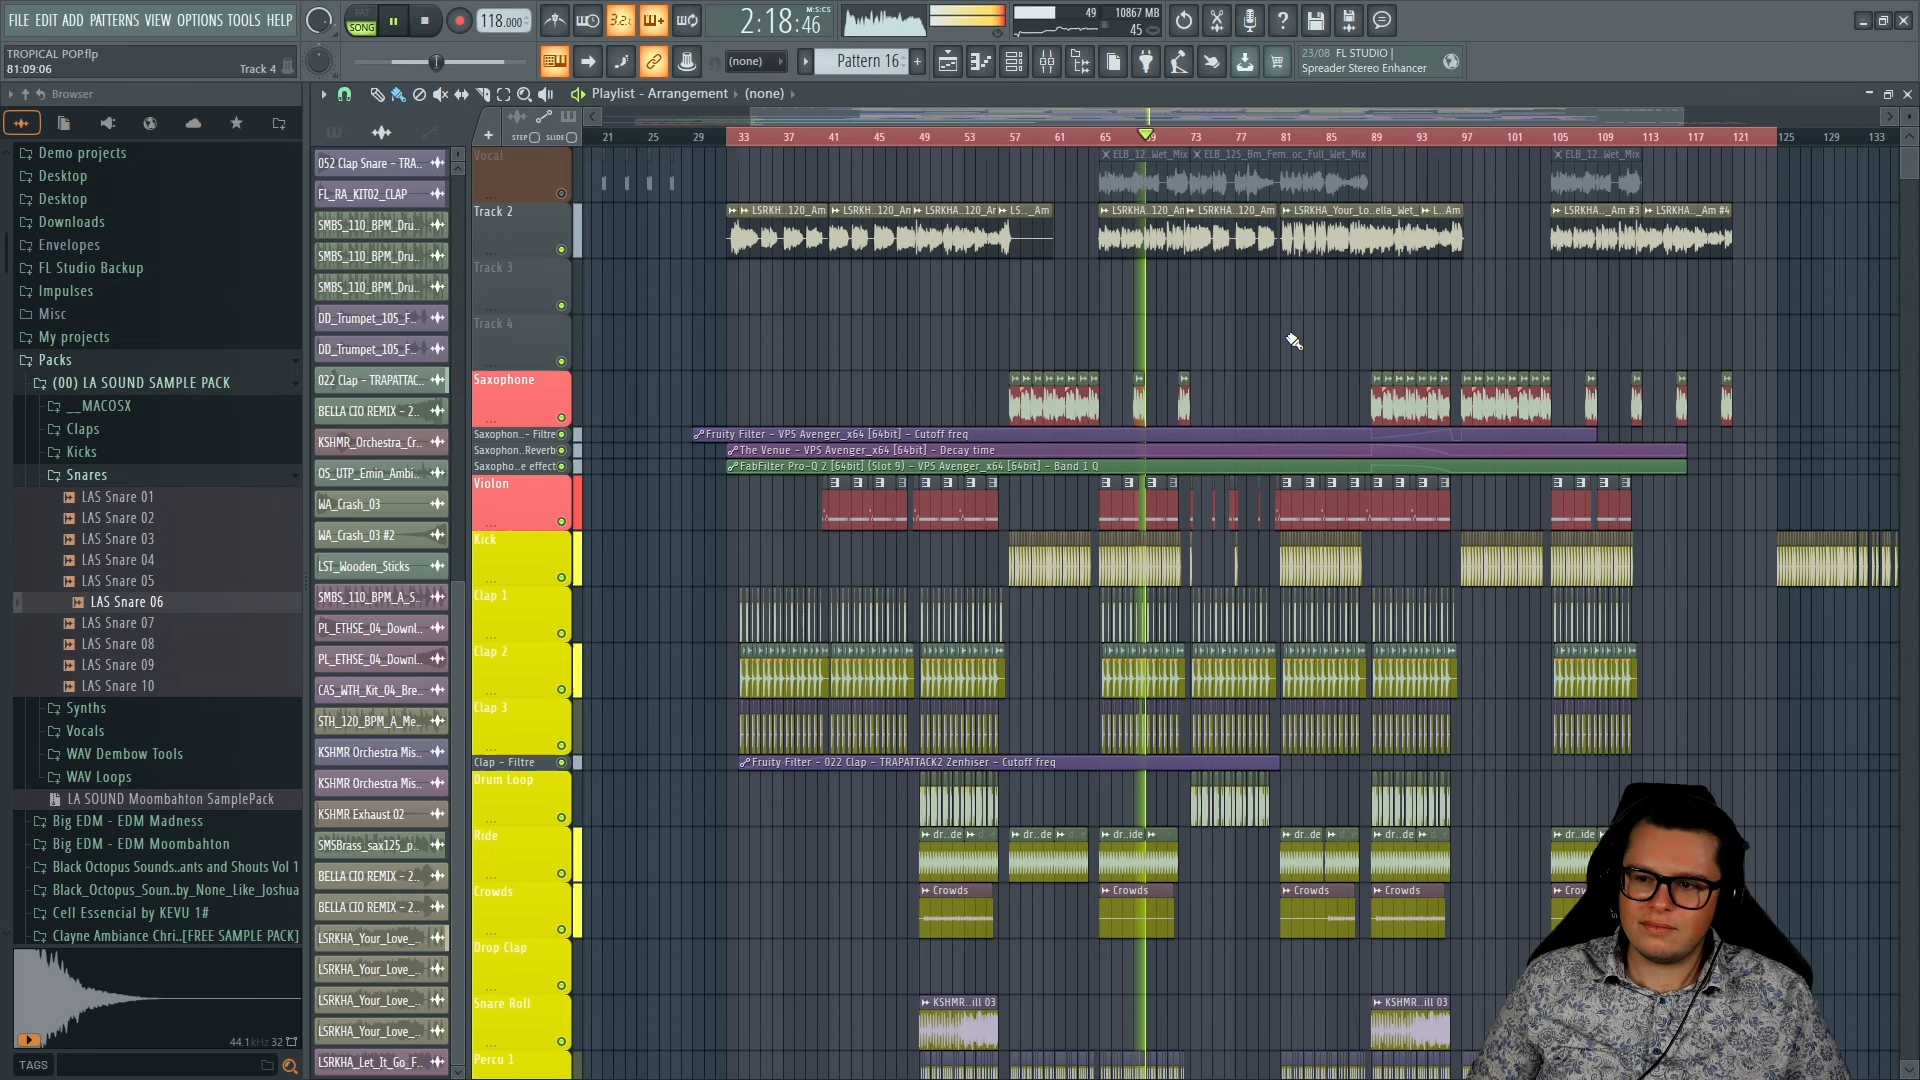 FILE EDIT ADD PATTERNS VIEW OPTIONS TOOLS HELP
TROPICAL POP.flp
81:09:06
Track 4
PAT
SONG
118.000
3.2.
2:18:46
M:S:CS
49
10867 MB
45
(none)
Pattern 16
23/08 FL STUDIO |
Spreader Stereo Enhancer
Browser
Playlist - Arrangement
(none)
Demo projects
Desktop
Desktop
Downloads
Envelopes
FL Studio Backup
Impulses
Misc
My projects
Packs
(00) LA SOUND SAMPLE PACK
__MACOSX
Claps
Kicks
Snares
LAS Snare 01
LAS Snare 02
LAS Snare 03
LAS Snare 04
LAS Snare 05
LAS Snare 06
LAS Snare 07
LAS Snare 08
LAS Snare 09
LAS Snare 10
Synths
Vocals
WAV Dembow Tools
WAV Loops
LA SOUND Moombahton SamplePack
Big EDM - EDM Madness
Big EDM - EDM Moombahton
Black Octopus Sounds..ants and Shouts Vol 1
Black_Octopus_Soun..by_None_Like_Joshua
Cell Essencial by KEVU 1#
Clayne Ambiance Chri..[FREE SAMPLE PACK]
44.1kHz 32
TAGS
052 Clap Snare - TRA..
FL_RA_KIT02_CLAP
SMBS_110_BPM_Dru..
SMBS_110_BPM_Dru..
SMBS_110_BPM_Dru..
DD_Trumpet_105_F..
DD_Trumpet_105_F..
022 Clap - TRAPATTAC..
BELLA CIO REMIX - 2..
KSHMR_Orchestra_Cr..
OS_UTP_Emin_Ambi..
WA_Crash_03
WA_Crash_03 #2
LST_Wooden_Sticks
SMBS_110_BPM_A_S..
PL_ETHSE_04_Downl..
PL_ETHSE_04_Downl..
CAS_WTH_Kit_04_Bre..
STH_120_BPM_A_Me..
KSHMR Orchestra Mis..
KSHMR Orchestra Mis..
KSHMR Exhaust 02
SMSBrass_sax125_p..
BELLA CIO REMIX - 2..
BELLA CIO REMIX - 2..
LSRKHA_Your_Love_..
LSRKHA_Your_Love_..
LSRKHA_Your_Love_..
LSRKHA_Your_Love_..
LSRKHA_Let_It_Go_F..
STEP SLIDE
21 25 29 33 37 41 45 49 53 57 61 65 69 73 77 81 85 89 93 97 101 105 109 113 117 121 125 129 133
Vocal
ELB_12..Wet_Mix
ELB_125_Bm_Fem..oc_Full_Wet_Mix
ELB_12..Wet_Mix
Track 2
LSRKH..120_Am
LSRKH..120_Am
LSRKHA..120_Am
LS.._Am
LSRKHA..120_Am
LSRKHA..120_Am
LSRKHA_Your_Lo..ella_Wet_
L..Am
LSRKHA.._Am #3
LSRKHA.._Am #4
Track 3
Track 4
Saxophone
Saxophon..- Filtre
Fruity Filter - VPS Avenger_x64 [64bit] - Cutoff freq
Saxophon..Reverb
The Venue - VPS Avenger_x64 [64bit] - Decay time
Saxopho..e effect
FabFilter Pro-Q 2 [64bit] (Slot 9) - VPS Avenger_x64 [64bit] - Band 1 Q
Violon
Kick
Clap 1
Clap 2
Clap 3
Clap - Filtre
Fruity Filter - 022 Clap - TRAPATTACK2 Zenhiser - Cutoff freq
Drum Loop
Ride
dr..de
dr..de
dr..ide
dr..de
dr..de
dr..ide
Crowds
Crowds
Crowds
Crowds
Crowds
Drop Clap
Snare Roll
KSHMR..ill 03
KSHMR..ill 03
Percu 1